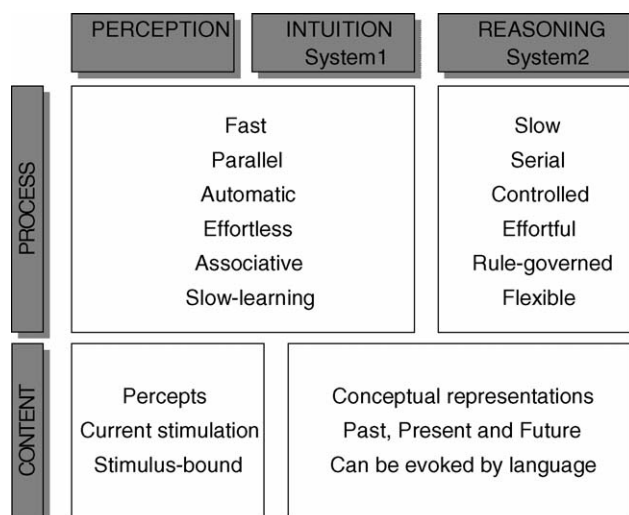 PERCEPTION
INTUITION
System1
REASONING
System2
PROCESS
Fast
Parallel
Automatic
Effortless
Associative
Slow-learning
Slow
Serial
Controlled
Effortful
Rule-governed
Flexible
CONTENT
Percepts
Current stimulation
Stimulus-bound
Conceptual representations
Past, Present and Future
Can be evoked by language